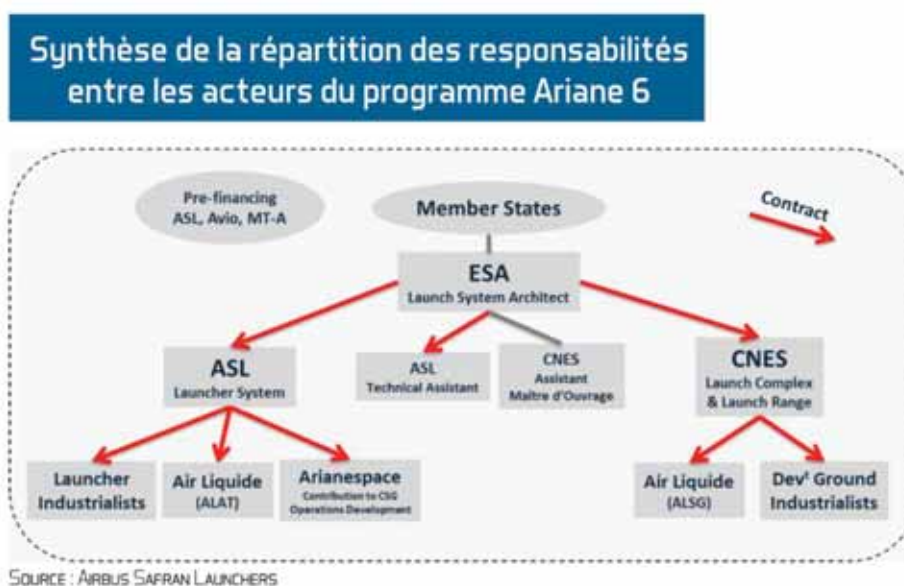 Synthèse de la répartition des responsabilités
entre les acteurs du programme Ariane 6
Pre-financing
ASL, Avio, MT-A
Member States
Contract
ESA
Launch System Architect
ASL
Launcher System
ASL
Technical Assistant
CNES
Assistant
Maître d'Ouvrage
CNES
Launch Complex
& Launch Range
Launcher
Industrialists
Air Liquide
(ALAT)
Arianespace
Contribution to CSG
Operations Development
Air Liquide
(ALSG)
Devᵗ Ground
Industrialists
SOURCE : AIRBUS SAFRAN LAUNCHERS